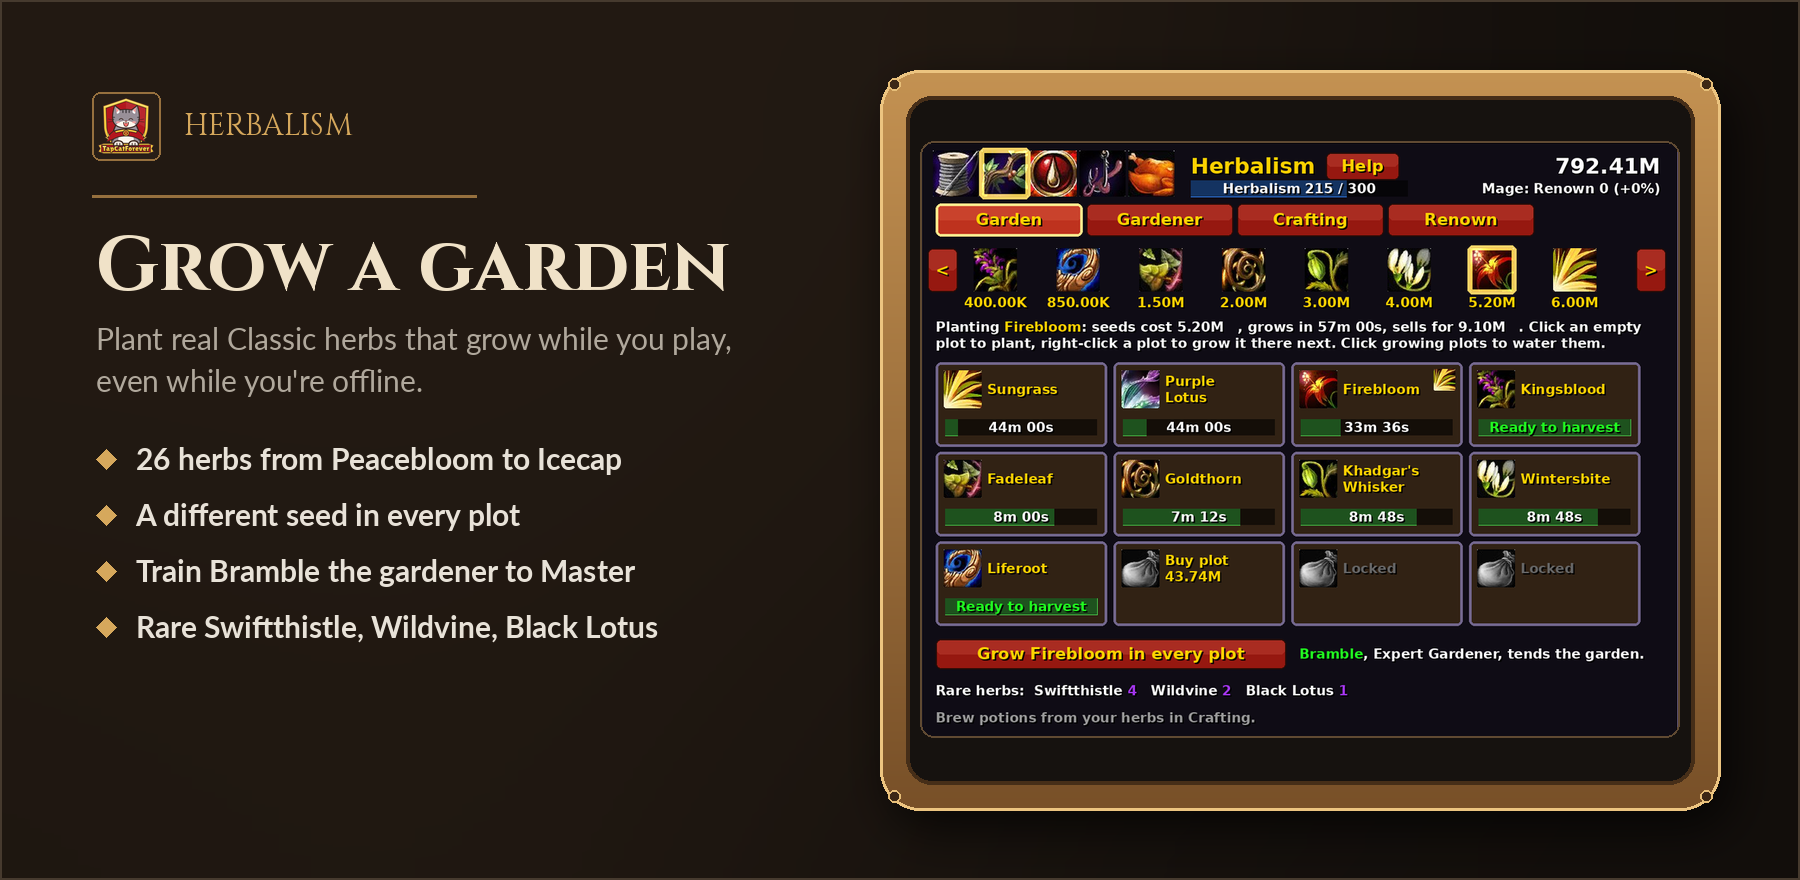 TapCatForever
HERBALISM
GROW A GARDEN
Plant real Classic herbs that grow while you play,
even while you're offline.
26 herbs from Peacebloom to Icecap
A different seed in every plot
Train Bramble the gardener to Master
Rare Swiftthistle, Wildvine, Black Lotus
Herbalism Help 792.41M
Herbalism 215 / 300 Mage: Renown 0 (+0%)
Garden Gardener Crafting Renown
< >
400.00K 850.00K 1.50M 2.00M 3.00M 4.00M 5.20M 6.00M
Planting Firebloom: seeds cost 5.20M , grows in 57m 00s, sells for 9.10M . Click an empty
plot to plant, right-click a plot to grow it there next. Click growing plots to water them.
Sungrass
44m 00s
Purple
Lotus
44m 00s
Firebloom
33m 36s
Kingsblood
Ready to harvest
Fadeleaf
8m 00s
Goldthorn
7m 12s
Khadgar's
Whisker
8m 48s
Wintersbite
8m 48s
Liferoot
Ready to harvest
Buy plot
43.74M
Locked
Locked
Grow Firebloom in every plot
Bramble, Expert Gardener, tends the garden.
Rare herbs: Swiftthistle 4 Wildvine 2 Black Lotus 1
Brew potions from your herbs in Crafting.